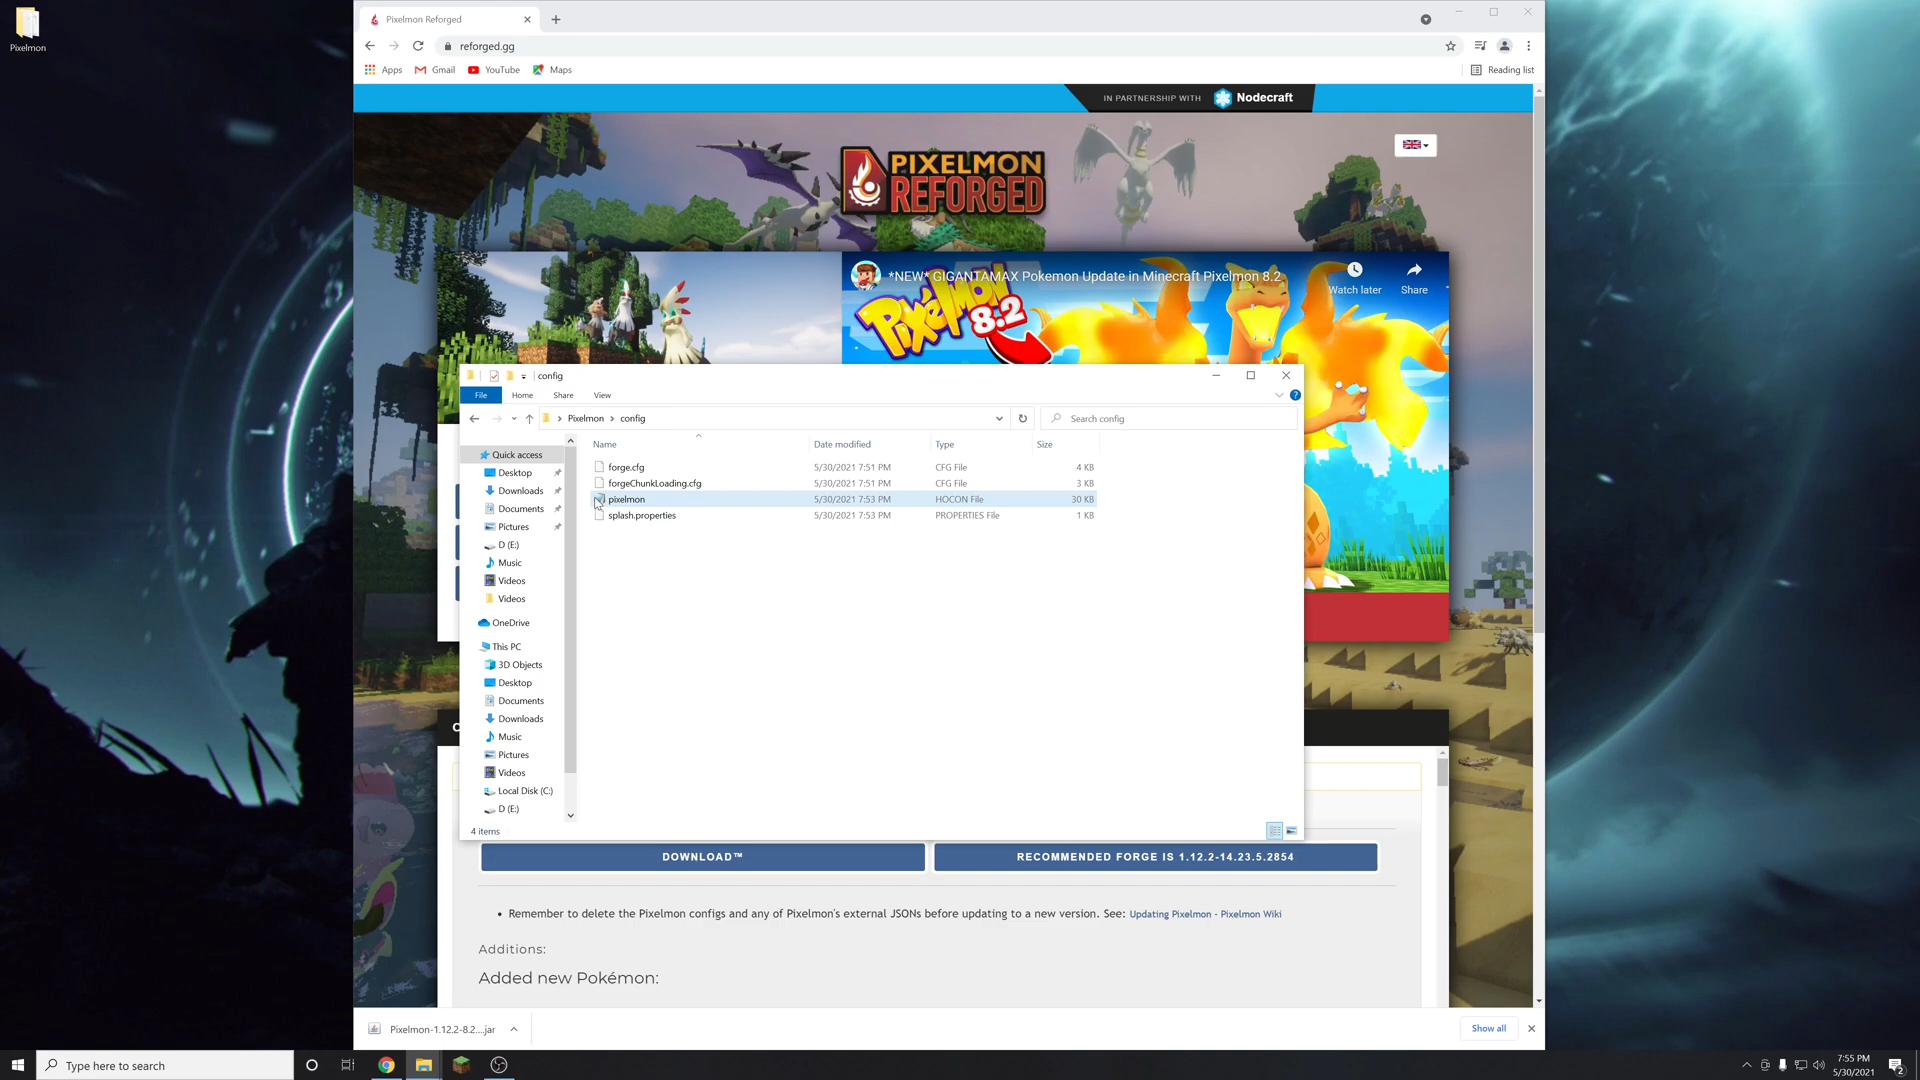 Pixelmon
Pixelmon Reforged
reforged.gg
Apps
Gmail
YouTube
Maps
Reading list
IN PARTNERSHIP WITH
Nodecraft
PIXELMON
REFORGED
*NEW* GIGANTAMAX Pokemon Update in Minecraft Pixelmon 8.2
Watch later
Share
Pixelmon
8.2
config
File
Home
Share
View
Pixelmon
config
Search config
Name
Date modified
Type
Size
forge.cfg
5/30/2021 7:51 PM
CFG File
4 KB
forgeChunkLoading.cfg
5/30/2021 7:51 PM
CFG File
3 KB
pixelmon
5/30/2021 7:53 PM
HOCON File
30 KB
splash.properties
5/30/2021 7:53 PM
PROPERTIES File
1 KB
Quick access
Desktop
Downloads
Documents
Pictures
D (E:)
Music
Videos
Videos
OneDrive
This PC
3D Objects
Desktop
Documents
Downloads
Music
Pictures
Videos
Local Disk (C:)
D (E:)
4 items
DOWNLOAD™
RECOMMENDED FORGE IS 1.12.2-14.23.5.2854
• Remember to delete the Pixelmon configs and any of Pixelmon's external JSONs before updating to a new version. See: Updating Pixelmon - Pixelmon Wiki
Additions:
Added new Pokémon:
Pixelmon-1.12.2-8.2....jar
Show all
Type here to search
7:55 PM
5/30/2021
2